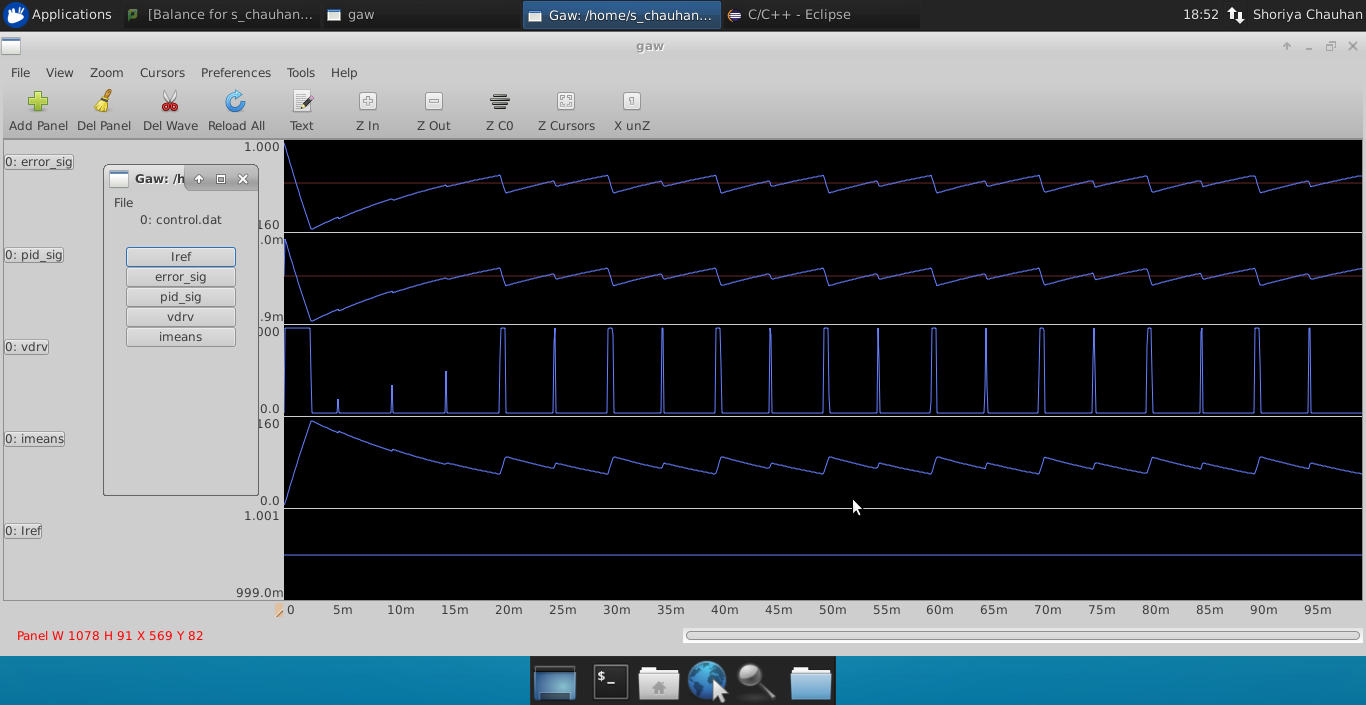 Applications [Balance for s_chauhan... gaw Gaw: /home/s_chauhan... C/C++ - Eclipse 18:52 Shoriya Chauhan
gaw
File View Zoom Cursors Preferences Tools Help
Add Panel Del Panel Del Wave Reload All Text Z In Z Out Z C0 Z Cursors X unZ
0: error_sig
1.000
160
0: pid_sig
.0m
.9m
0: vdrv
000
0.0
0: imeans
160
0.0
0: Iref
1.001
999.0m
Gaw: /h
File
0: control.dat
Iref
error_sig
pid_sig
vdrv
imeans
0 5m 10m 15m 20m 25m 30m 35m 40m 45m 50m 55m 60m 65m 70m 75m 80m 85m 90m 95m
Panel W 1078 H 91 X 569 Y 82
$_